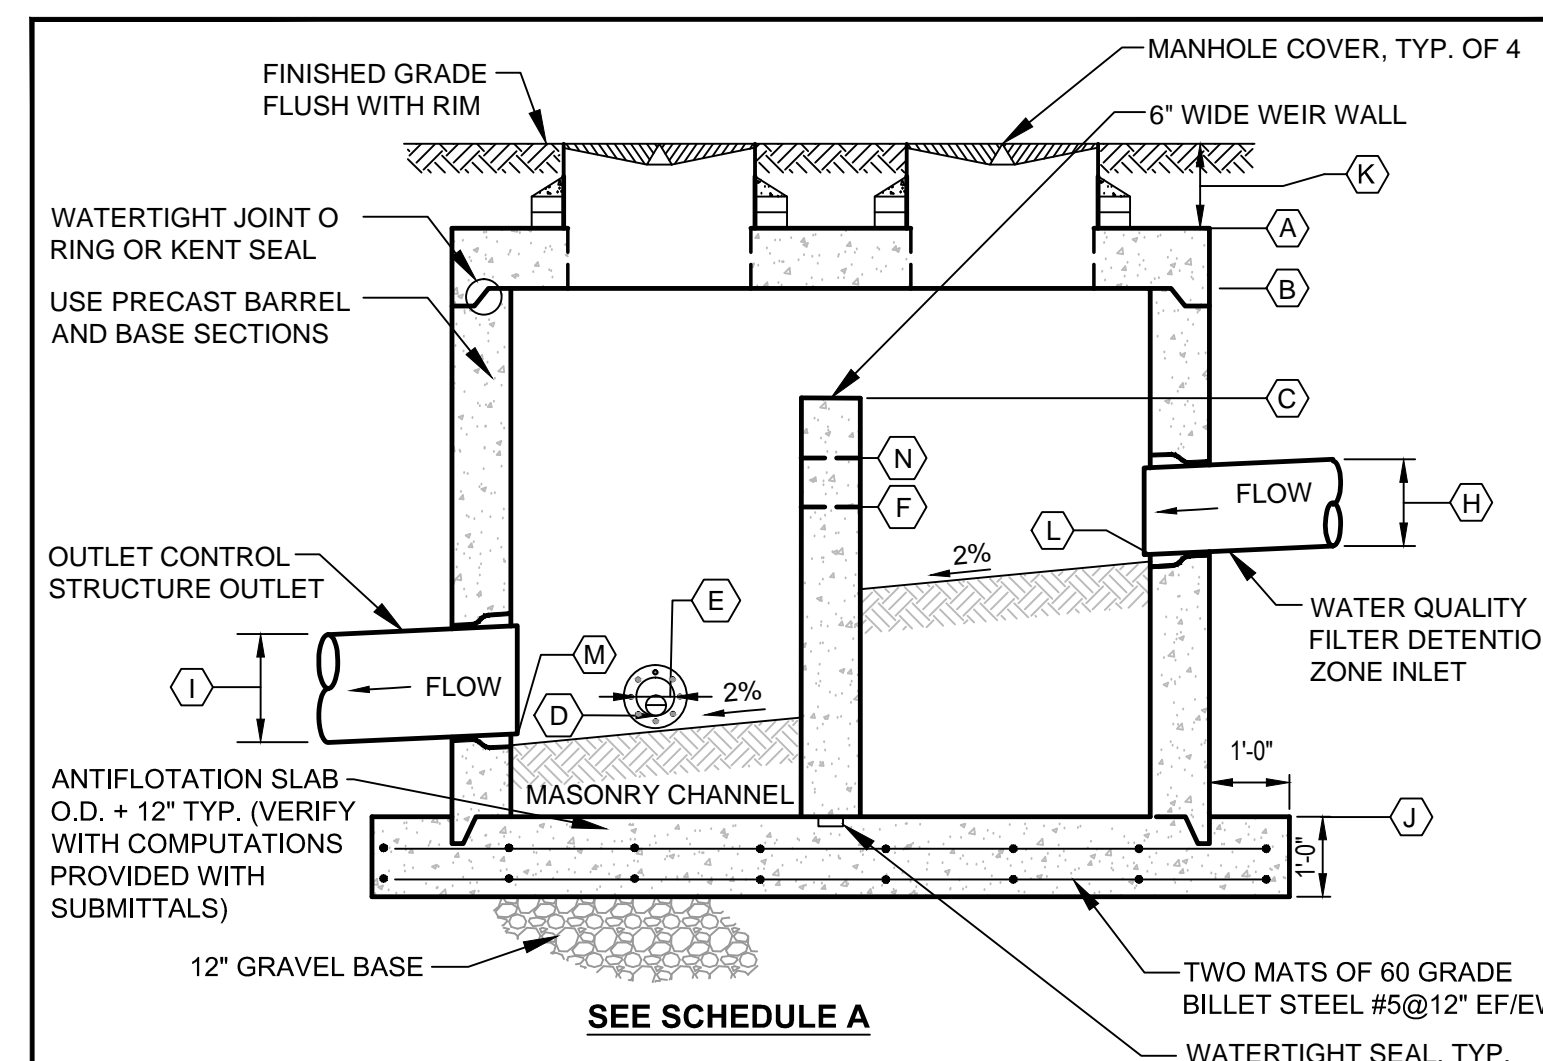 MANHOLE COVER, TYP. OF 4
FINISHED GRADE
FLUSH WITH RIM
6" WIDE WEIR WALL
K
WATERTIGHT JOINT O
RING OR KENT SEAL
A
USE PRECAST BARREL
AND BASE SECTIONS
B
C
N
F
FLOW
H
L
2%
OUTLET CONTROL
STRUCTURE OUTLET
E
WATER QUALITY
FILTER DETENTIO
ZONE INLET
M
I
FLOW
D
2%
1'-0"
ANTIFLOTATION SLAB
O.D. + 12" TYP. (VERIFY
WITH COMPUTATIONS
PROVIDED WITH
SUBMITTALS)
MASONRY CHANNEL
J
1'-0"
12" GRAVEL BASE
TWO MATS OF 60 GRADE
BILLET STEEL #5@12" EF/EW
SEE SCHEDULE A
WATERTIGHT SEAL, TYP.